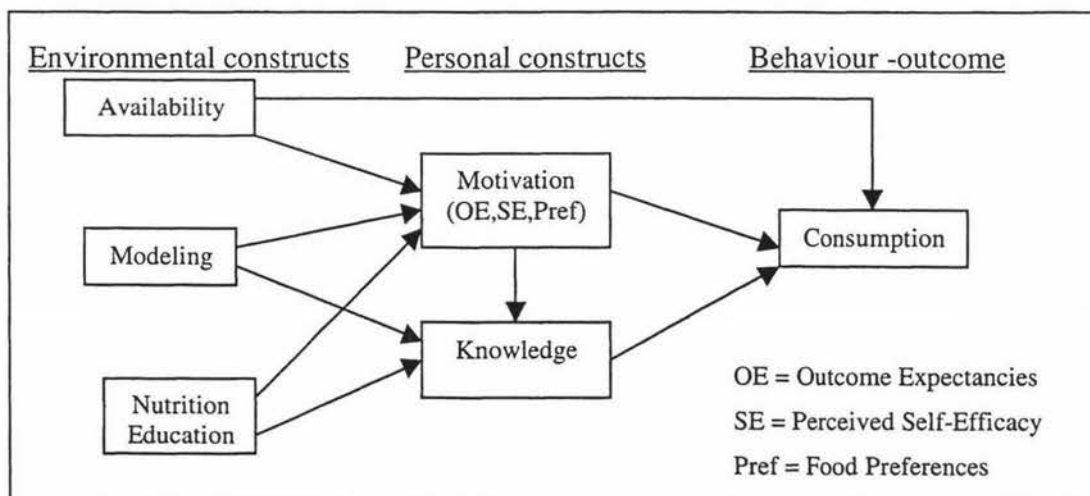 Environmental constructs
Personal constructs
Behaviour -outcome
Availability
Motivation
(OE,SE,Pref)
Modeling
Consumption
Knowledge
Nutrition
Education
OE = Outcome Expectancies
SE = Perceived Self-Efficacy
Pref = Food Preferences